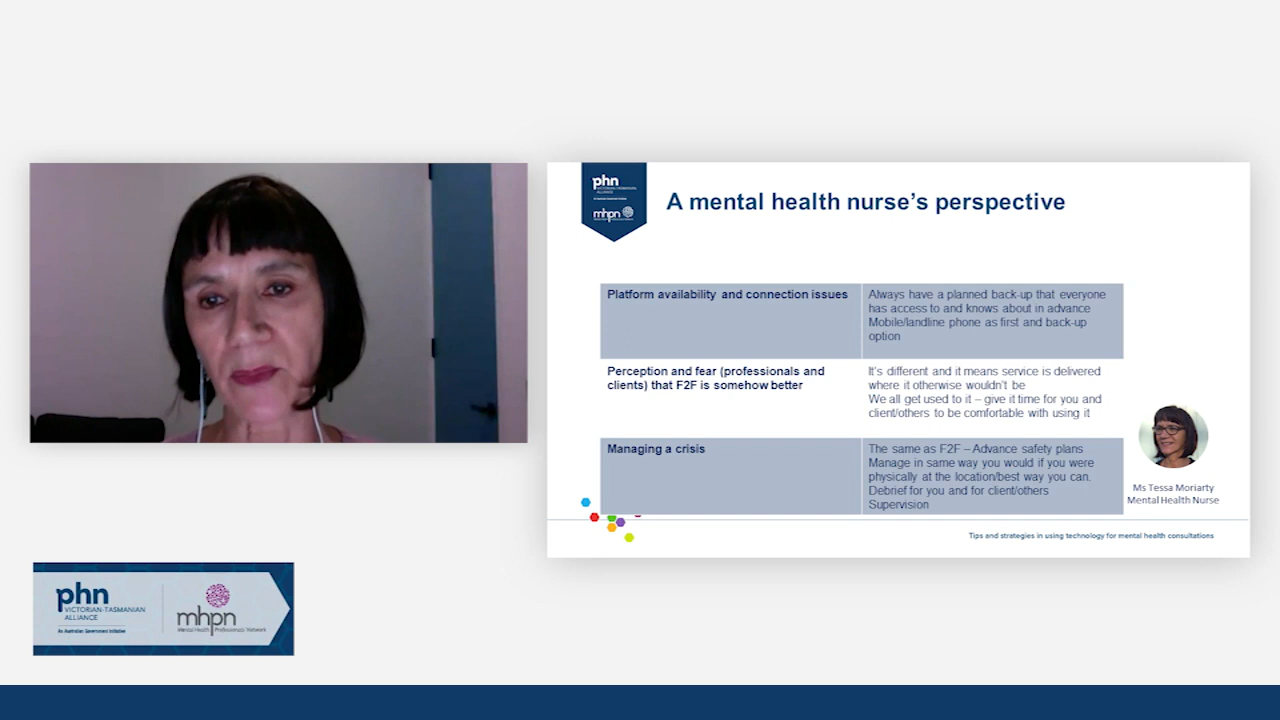 phn
VICTORIAN-TASMANIAN
ALLIANCE
mhpn
A mental health nurse's perspective
Platform availability and connection issues
Always have a planned back-up that everyone
has access to and knows about in advance
Mobile/landline phone as first and back-up
option
Perception and fear (professionals and
clients) that F2F is somehow better
It's different and it means service is delivered
where it otherwise wouldn't be
We all get used to it – give it time for you and
client/others to be comfortable with using it
Managing a crisis
The same as F2F – Advance safety plans
Manage in same way you would if you were
physically at the location/best way you can.
Debrief for you and for client/others
Supervision
Ms Tessa Moriarty
Mental Health Nurse
Tips and strategies in using technology for mental health consultations
phn
VICTORIAN-TASMANIAN
ALLIANCE
An Australian Government Initiative
mhpn
Mental Health Professionals' Network